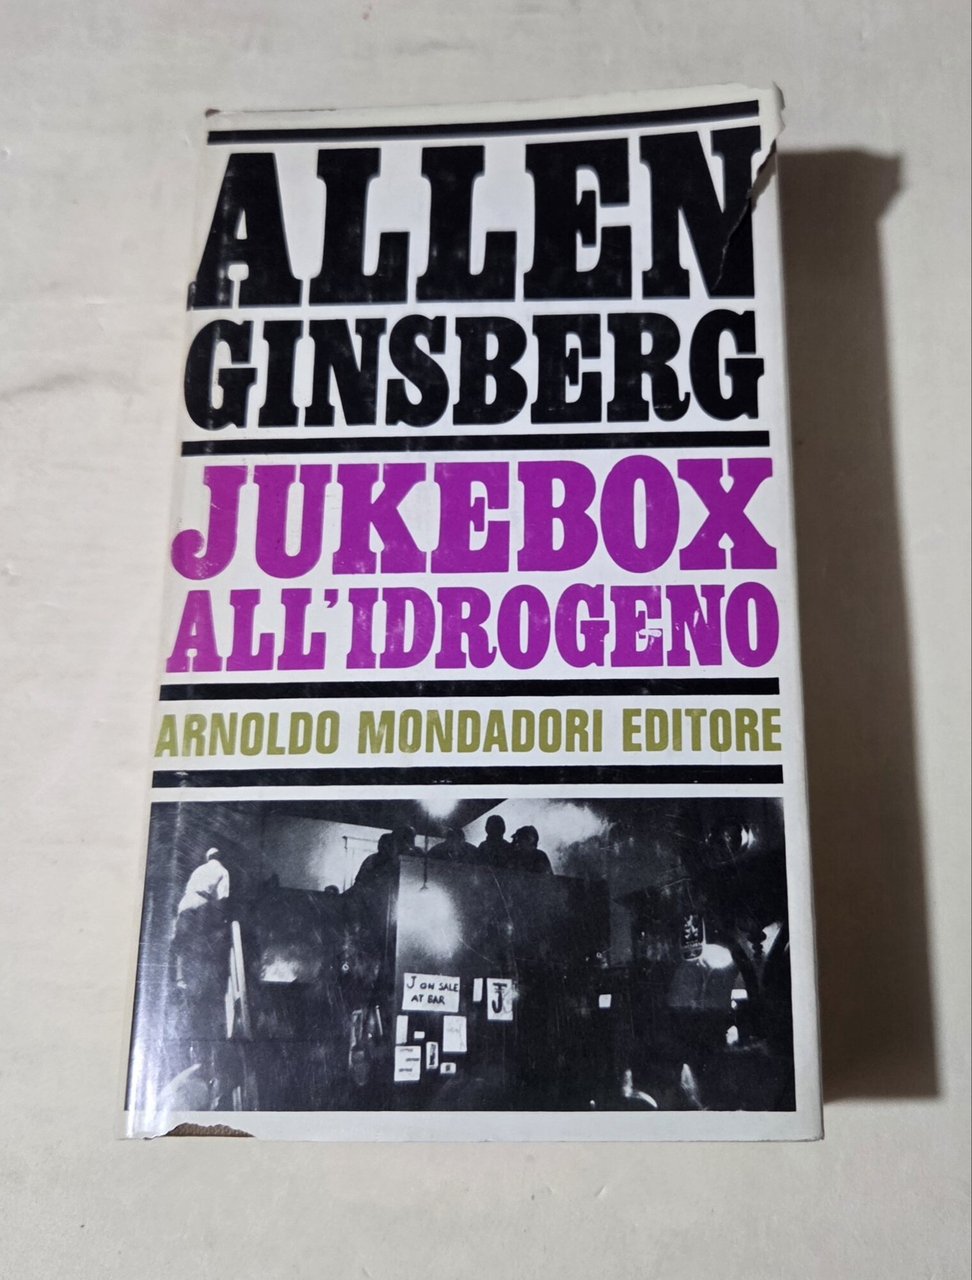 ALLEN
GINSBERG
JUKEBOX
ALL'IDROGENO
ARNOLDO MONDADORI EDITORE
J ON SALE
AT BAR
J